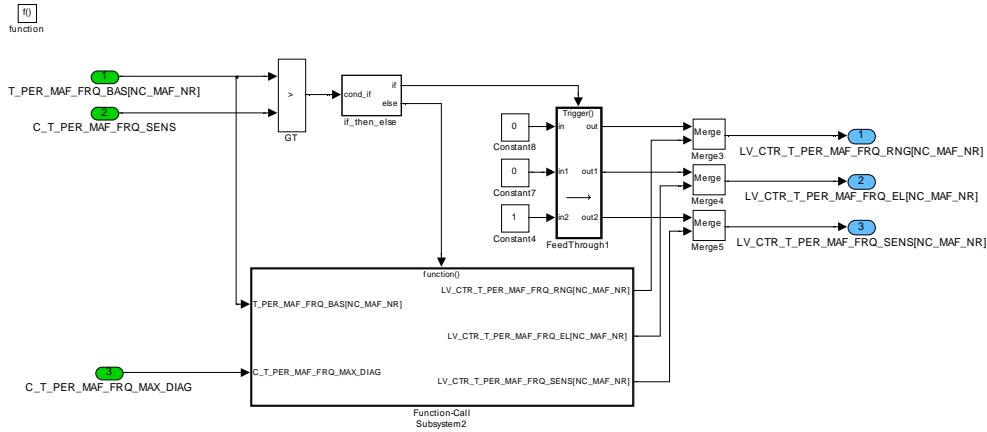 f()
function
1
T_PER_MAF_FRQ_BAS[NC_MAF_NR]
2
C_T_PER_MAF_FRQ_SENS
>
GT
cond_if
if
else
if_then_else
0
Constant8
0
Constant7
1
Constant4
Trigger()
in
out
in1
out1
in2
out2
FeedThrough1
Merge
Merge3
Merge
Merge4
Merge
Merge5
1
LV_CTR_T_PER_MAF_FRQ_RNG[NC_MAF_NR]
2
LV_CTR_T_PER_MAF_FRQ_EL[NC_MAF_NR]
3
LV_CTR_T_PER_MAF_FRQ_SENS[NC_MAF_NR]
function()
T_PER_MAF_FRQ_BAS[NC_MAF_NR]
LV_CTR_T_PER_MAF_FRQ_RNG[NC_MAF_NR]
LV_CTR_T_PER_MAF_FRQ_EL[NC_MAF_NR]
C_T_PER_MAF_FRQ_MAX_DIAG
LV_CTR_T_PER_MAF_FRQ_SENS[NC_MAF_NR]
3
C_T_PER_MAF_FRQ_MAX_DIAG
Function-Call
Subsystem2